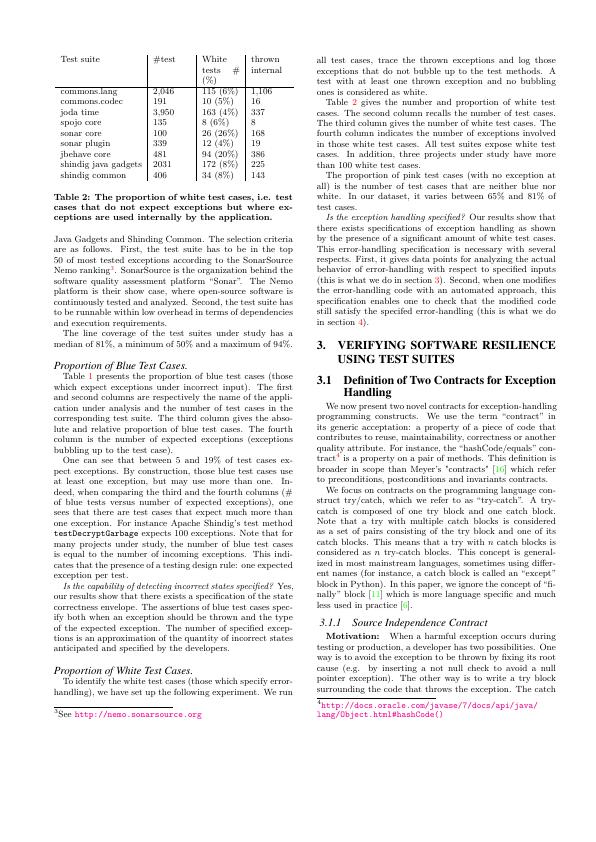 Test suite #test White thrown
tests # internal
(%)
commons.lang 2,046 115 (6%) 1,106
commons.codec 191 10 (5%) 16
joda time 3,950 163 (4%) 337
spojo core 135 8 (6%) 8
sonar core 100 26 (26%) 168
sonar plugin 339 12 (4%) 19
jbehave core 481 94 (20%) 386
shindig java gadgets 2031 172 (8%) 225
shindig common 406 34 (8%) 143
Table 2: The proportion of white test cases, i.e. test
cases that do not expect exceptions but where ex-
ceptions are used internally by the application.
Java Gadgets and Shinding Common. The selection criteria
are as follows. First, the test suite has to be in the top
50 of most tested exceptions according to the SonarSource
Nemo ranking3. SonarSource is the organization behind the
software quality assessment platform “Sonar”. The Nemo
platform is their show case, where open-source software is
continuously tested and analyzed. Second, the test suite has
to be runnable within low overhead in terms of dependencies
and execution requirements.
The line coverage of the test suites under study has a
median of 81%, a minimum of 50% and a maximum of 94%.
Proportion of Blue Test Cases.
Table 1 presents the proportion of blue test cases (those
which expect exceptions under incorrect input). The first
and second columns are respectively the name of the appli-
cation under analysis and the number of test cases in the
corresponding test suite. The third column gives the abso-
lute and relative proportion of blue test cases. The fourth
column is the number of expected exceptions (exceptions
bubbling up to the test case).
One can see that between 5 and 19% of test cases ex-
pect exceptions. By construction, those blue test cases use
at least one exception, but may use more than one. In-
deed, when comparing the third and the fourth columns (#
of blue tests versus number of expected exceptions), one
sees that there are test cases that expect much more than
one exception. For instance Apache Shindig's test method
testDecryptGarbage expects 100 exceptions. Note that for
many projects under study, the number of blue test cases
is equal to the number of incoming exceptions. This indi-
cates that the presence of a testing design rule: one expected
exception per test.
Is the capability of detecting incorrect states specified? Yes,
our results show that there exists a specification of the state
correctness envelope. The assertions of blue test cases spec-
ify both when an exception should be thrown and the type
of the expected exception. The number of specified excep-
tions is an approximation of the quantity of incorrect states
anticipated and specified by the developers.
Proportion of White Test Cases.
To identify the white test cases (those which specify error-
handling), we have set up the following experiment. We run
3See http://nemo.sonarsource.org
all test cases, trace the thrown exceptions and log those
exceptions that do not bubble up to the test methods. A
test with at least one thrown exception and no bubbling
ones is considered as white.
Table 2 gives the number and proportion of white test
cases. The second column recalls the number of test cases.
The third column gives the number of white test cases. The
fourth column indicates the number of exceptions involved
in those white test cases. All test suites expose white test
cases. In addition, three projects under study have more
than 100 white test cases.
The proportion of pink test cases (with no exception at
all) is the number of test cases that are neither blue nor
white. In our dataset, it varies between 65% and 81% of
test cases.
Is the exception handling specified? Our results show that
there exists specifications of exception handling as shown
by the presence of a significant amount of white test cases.
This error-handling specification is necessary with several
respects. First, it gives data points for analyzing the actual
behavior of error-handling with respect to specified inputs
(this is what we do in section 3). Second, when one modifies
the error-handling code with an automated approach, this
specification enables one to check that the modified code
still satisfy the specifed error-handling (this is what we do
in section 4).
3. VERIFYING SOFTWARE RESILIENCE
USING TEST SUITES
3.1 Definition of Two Contracts for Exception
Handling
We now present two novel contracts for exception-handling
programming constructs. We use the term “contract” in
its generic acceptation: a property of a piece of code that
contributes to reuse, maintainability, correctness or another
quality attribute. For instance, the “hashCode/equals” con-
tract4 is a property on a pair of methods. This definition is
broader in scope than Meyer's "contracts" [16] which refer
to preconditions, postconditions and invariants contracts.
We focus on contracts on the programming language con-
struct try/catch, which we refer to as “try-catch”. A try-
catch is composed of one try block and one catch block.
Note that a try with multiple catch blocks is considered
as a set of pairs consisting of the try block and one of its
catch blocks. This means that a try with n catch blocks is
considered as n try-catch blocks. This concept is general-
ized in most mainstream languages, sometimes using differ-
ent names (for instance, a catch block is called an “except”
block in Python). In this paper, we ignore the concept of “fi-
nally” block [11] which is more language specific and much
less used in practice [6].
3.1.1 Source Independence Contract
Motivation: When a harmful exception occurs during
testing or production, a developer has two possibilities. One
way is to avoid the exception to be thrown by fixing its root
cause (e.g. by inserting a not null check to avoid a null
pointer exception). The other way is to write a try block
surrounding the code that throws the exception. The catch
4http://docs.oracle.com/javase/7/docs/api/java/
lang/Object.html#hashCode()